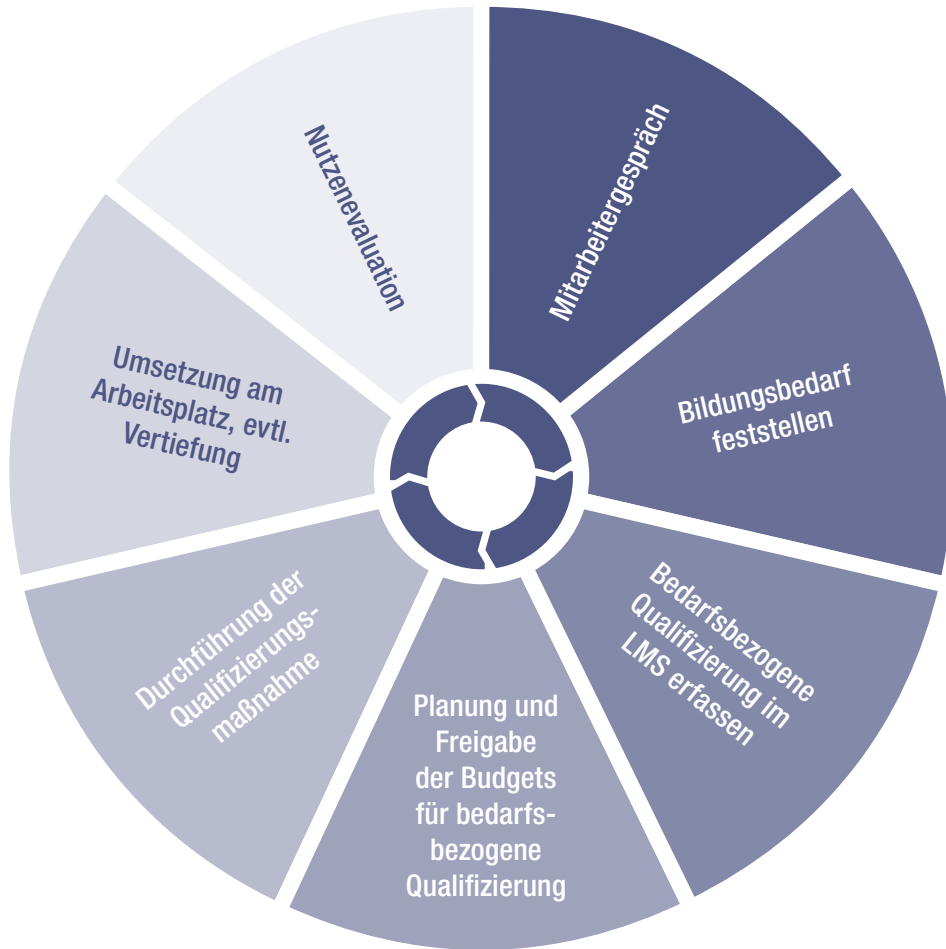 Mitarbeitergespräch
Bildungsbedarf
feststellen
Bedarfsbezogene
Qualifizierung im
LMS erfassen
Planung und
Freigabe
der Budgets
für bedarfs-
bezogene
Qualifizierung
Durchführung der
Qualifizierungs-
maßnahme
Umsetzung am
Arbeitsplatz, evtl.
Vertiefung
Nutzenevaluation